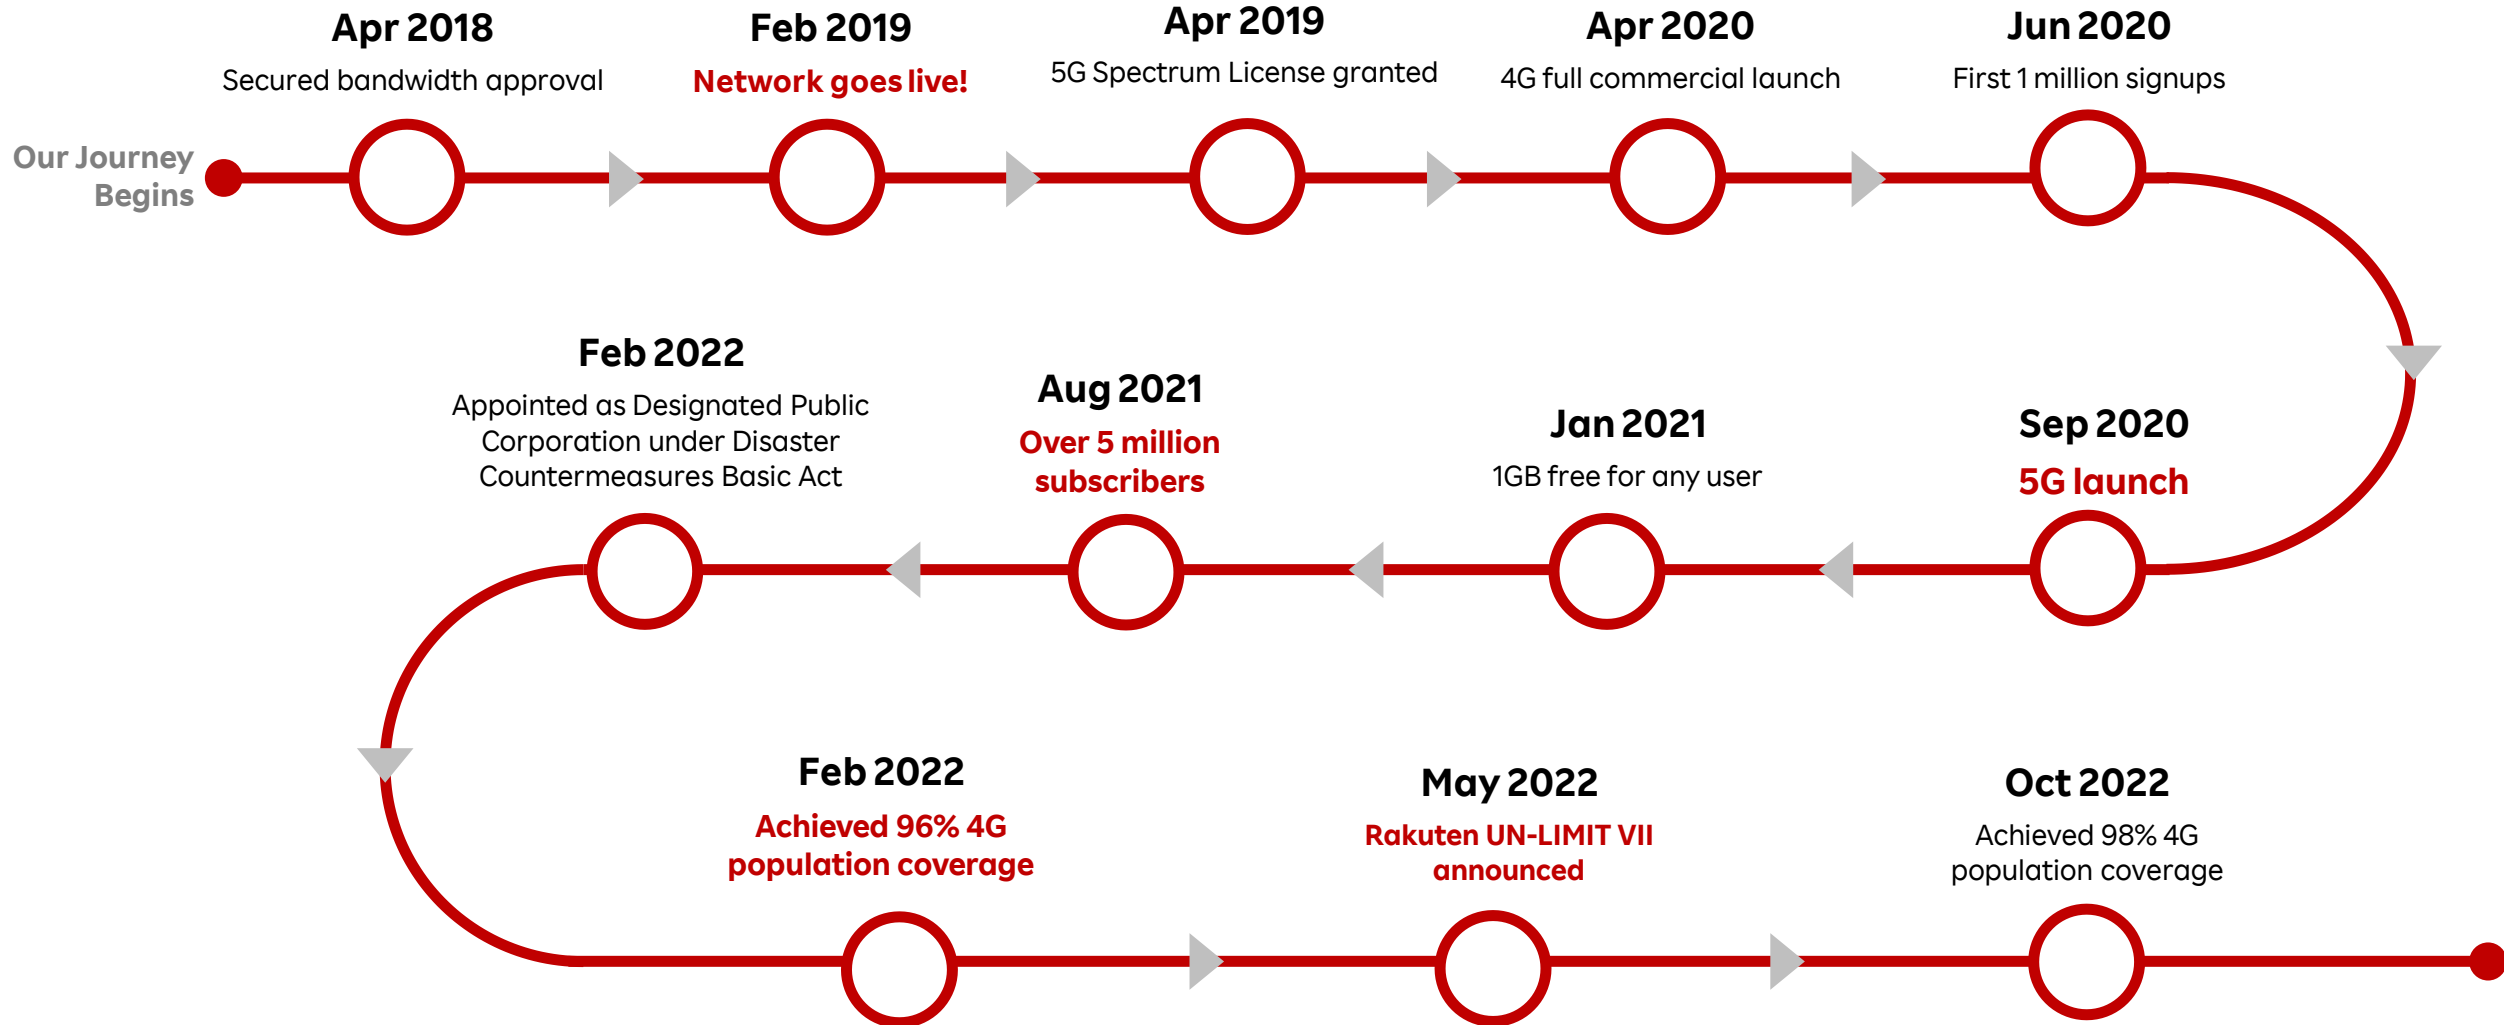 Our Journey
Begins
Apr 2018
Secured bandwidth approval
Feb 2019
Network goes live!
Apr 2019
5G Spectrum License granted
Apr 2020
4G full commercial launch
Jun 2020
First 1 million signups
Sep 2020
5G launch
Jan 2021
1GB free for any user
Aug 2021
Over 5 million
subscribers
Feb 2022
Appointed as Designated Public
Corporation under Disaster
Countermeasures Basic Act
Feb 2022
Achieved 96% 4G
population coverage
May 2022
Rakuten UN-LIMIT VII
announced
Oct 2022
Achieved 98% 4G
population coverage